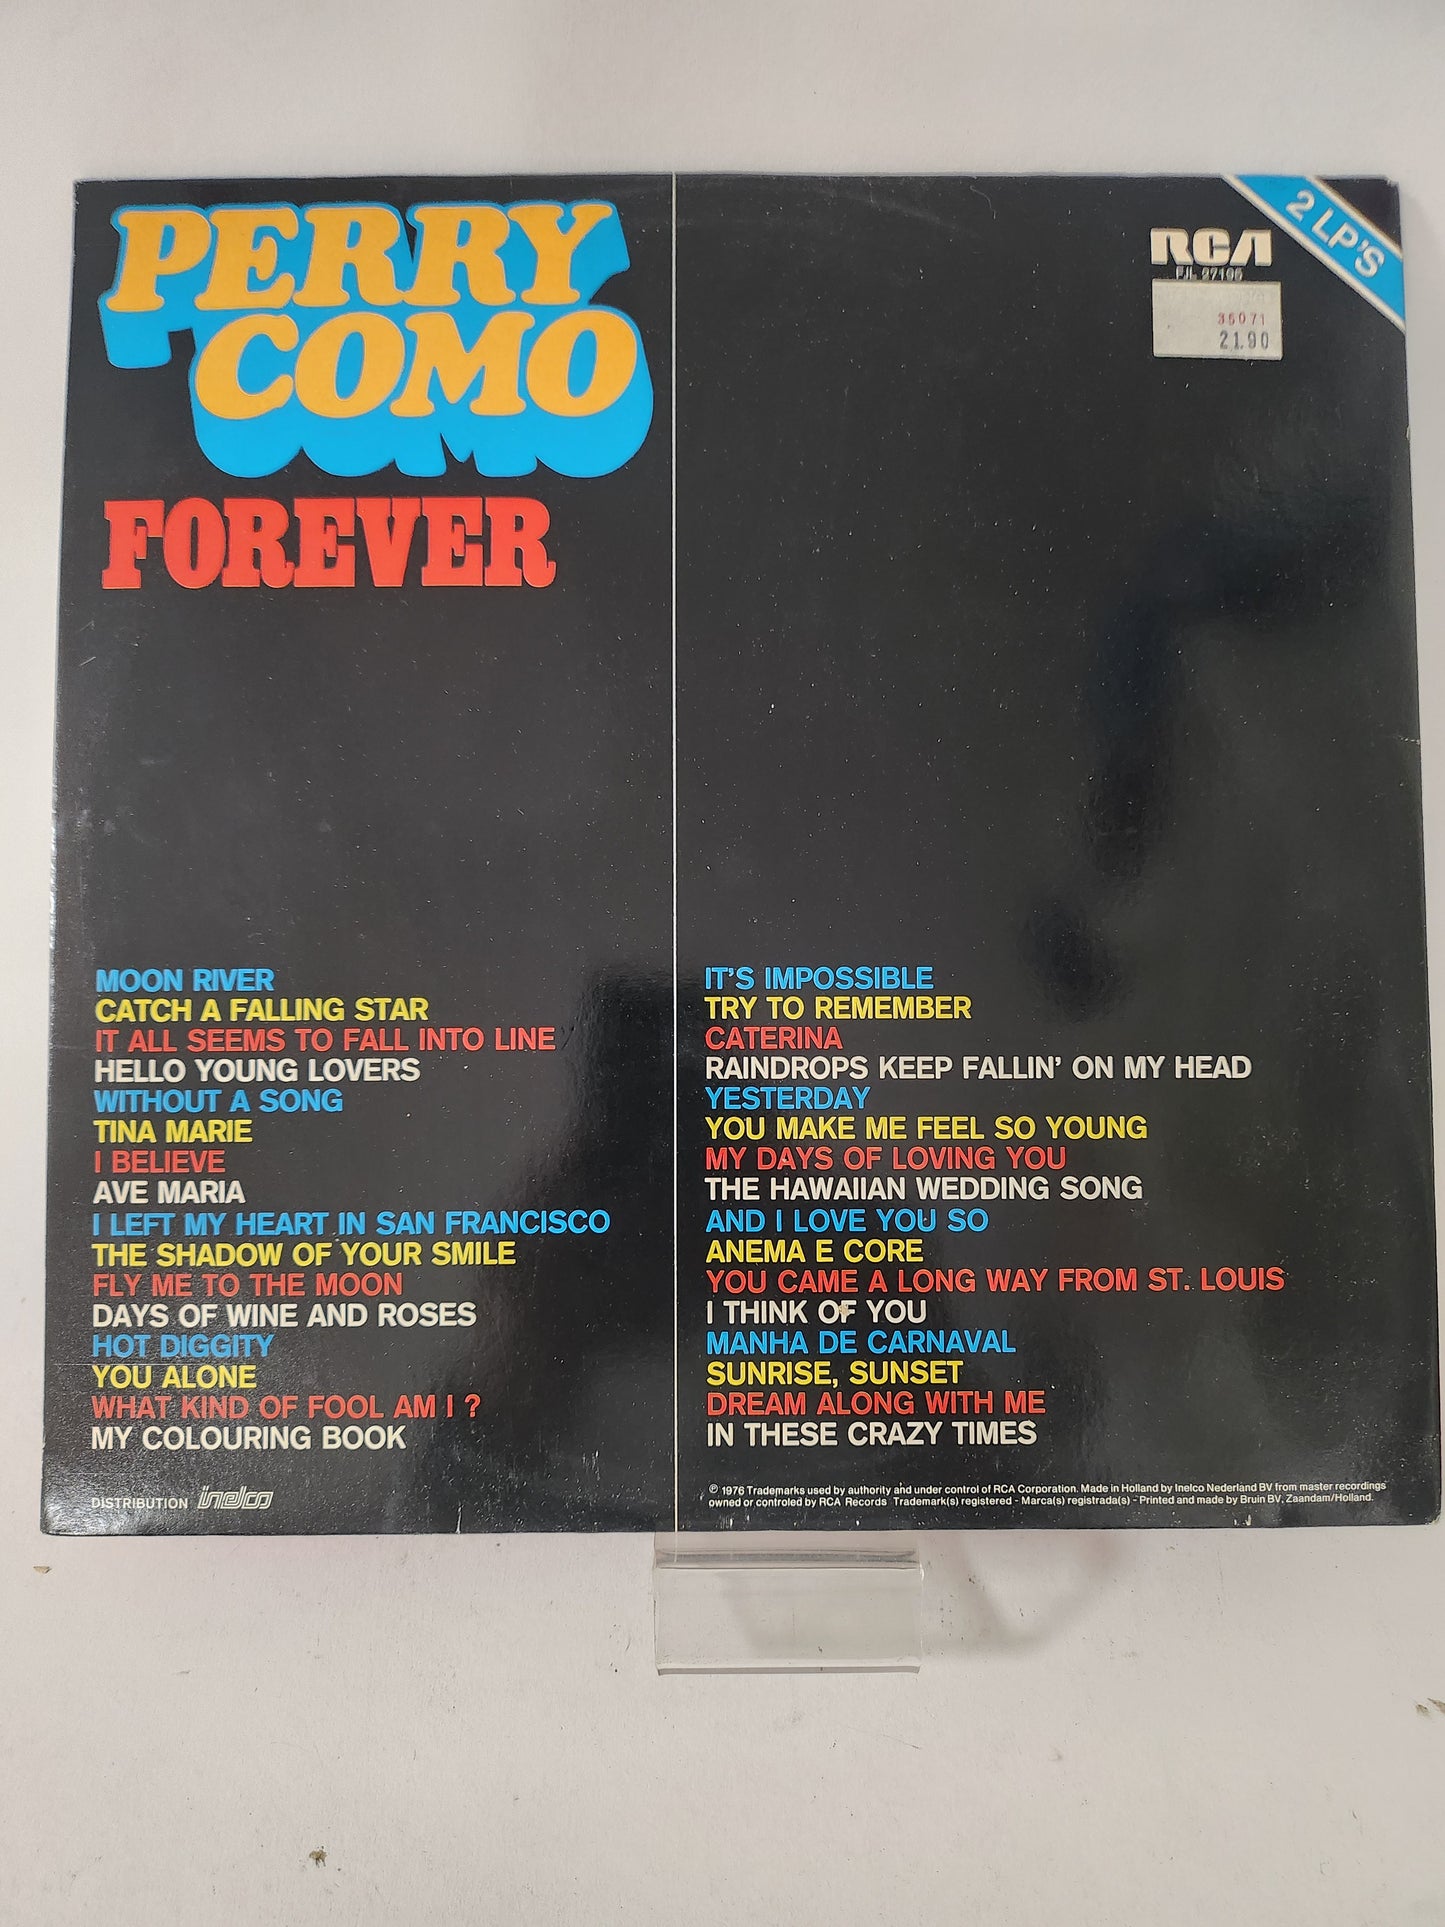 PERRY
COMO
FOREVER
RCA
2 LP'S
35071
21.90
MOON RIVER
CATCH A FALLING STAR
IT ALL SEEMS TO FALL INTO LINE
HELLO YOUNG LOVERS
WITHOUT A SONG
TINA MARIE
I BELIEVE
AVE MARIA
I LEFT MY HEART IN SAN FRANCISCO
THE SHADOW OF YOUR SMILE
FLY ME TO THE MOON
DAYS OF WINE AND ROSES
HOT DIGGITY
YOU ALONE
WHAT KIND OF FOOL AM I ?
MY COLOURING BOOK
DISTRIBUTION inelco
IT'S IMPOSSIBLE
TRY TO REMEMBER
CATERINA
RAINDROPS KEEP FALLIN' ON MY HEAD
YESTERDAY
YOU MAKE ME FEEL SO YOUNG
MY DAYS OF LOVING YOU
THE HAWAIIAN WEDDING SONG
AND I LOVE YOU SO
ANEMA E CORE
YOU CAME A LONG WAY FROM ST. LOUIS
I THINK OF YOU
MANHA DE CARNAVAL
SUNRISE, SUNSET
DREAM ALONG WITH ME
IN THESE CRAZY TIMES
℗ 1976 Trademarks used by authority and under control of RCA Corporation. Made in Holland by Inelco Nederland BV from master recordings
owned or controled by RCA Records Trademark(s) registered - Marca(s) registrada(s) - Printed and made by Bruin BV, Zaandam/Holland.